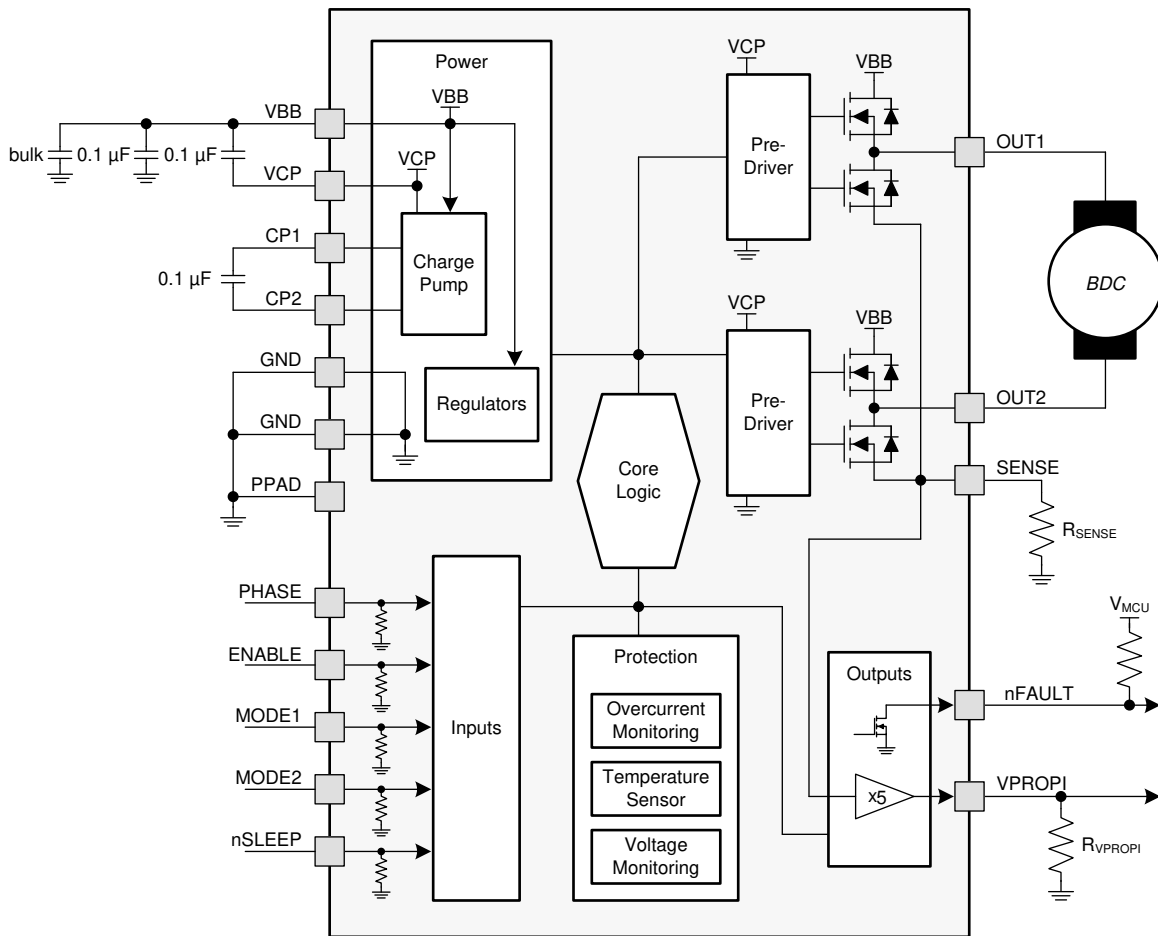 Power
VBB
VCP
Charge
Pump
Regulators
VBB
bulk
0.1 µF
0.1 µF
VCP
CP1
0.1 µF
CP2
GND
GND
PPAD
VCP
Pre-
Driver
VBB
OUT1
BDC
VCP
Pre-
Driver
VBB
OUT2
SENSE
RSENSE
Core
Logic
PHASE
ENABLE
MODE1
MODE2
nSLEEP
Inputs
Protection
Overcurrent
Monitoring
Temperature
Sensor
Voltage
Monitoring
Outputs
x5
VMCU
nFAULT
VPROPI
RVPROPI